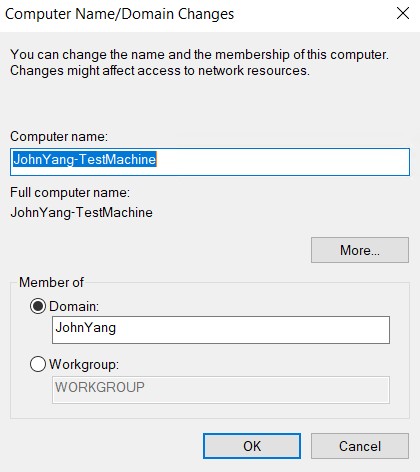 Computer Name/Domain Changes
You can change the name and the membership of this computer.
Changes might affect access to network resources.
Computer name:
JohnYang-TestMachine
Full computer name:
JohnYang-TestMachine
More...
Member of
Domain:
JohnYang
Workgroup:
WORKGROUP
OK Cancel